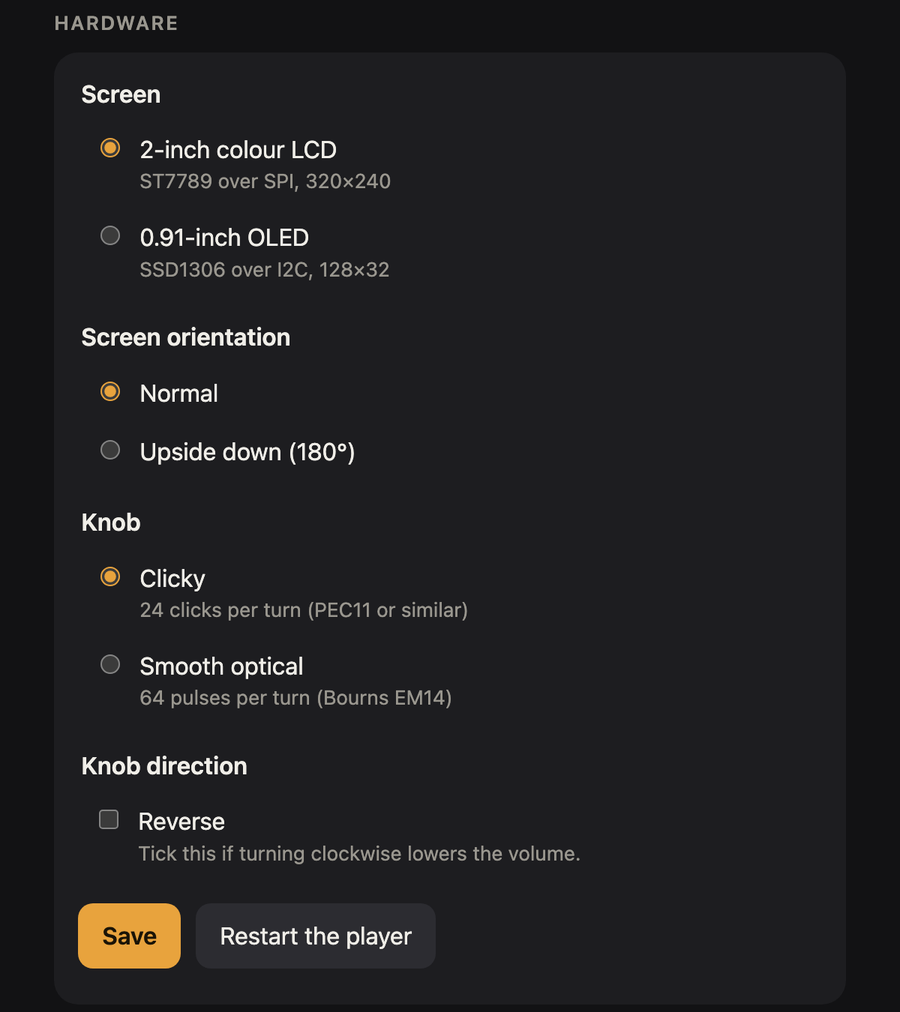 HARDWARE
Screen
2-inch colour LCD
ST7789 over SPI, 320×240
0.91-inch OLED
SSD1306 over I2C, 128×32
Screen orientation
Normal
Upside down (180°)
Knob
Clicky
24 clicks per turn (PEC11 or similar)
Smooth optical
64 pulses per turn (Bourns EM14)
Knob direction
Reverse
Tick this if turning clockwise lowers the volume.
Save
Restart the player